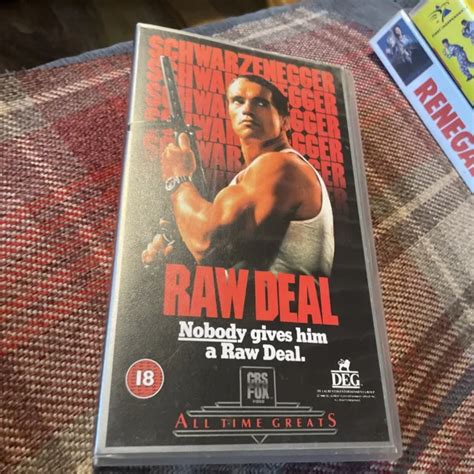 SCHWARZENEGGER
SCHWARZENEGGER
SCHWARZENEGGER
SCHWARZENEGGER
SCHWARZENEGGER
RAW DEAL
Nobody gives him
a Raw Deal.
18
CBS
FOX
VIDEO
DEG
ALL TIME GREATS
RENEGA